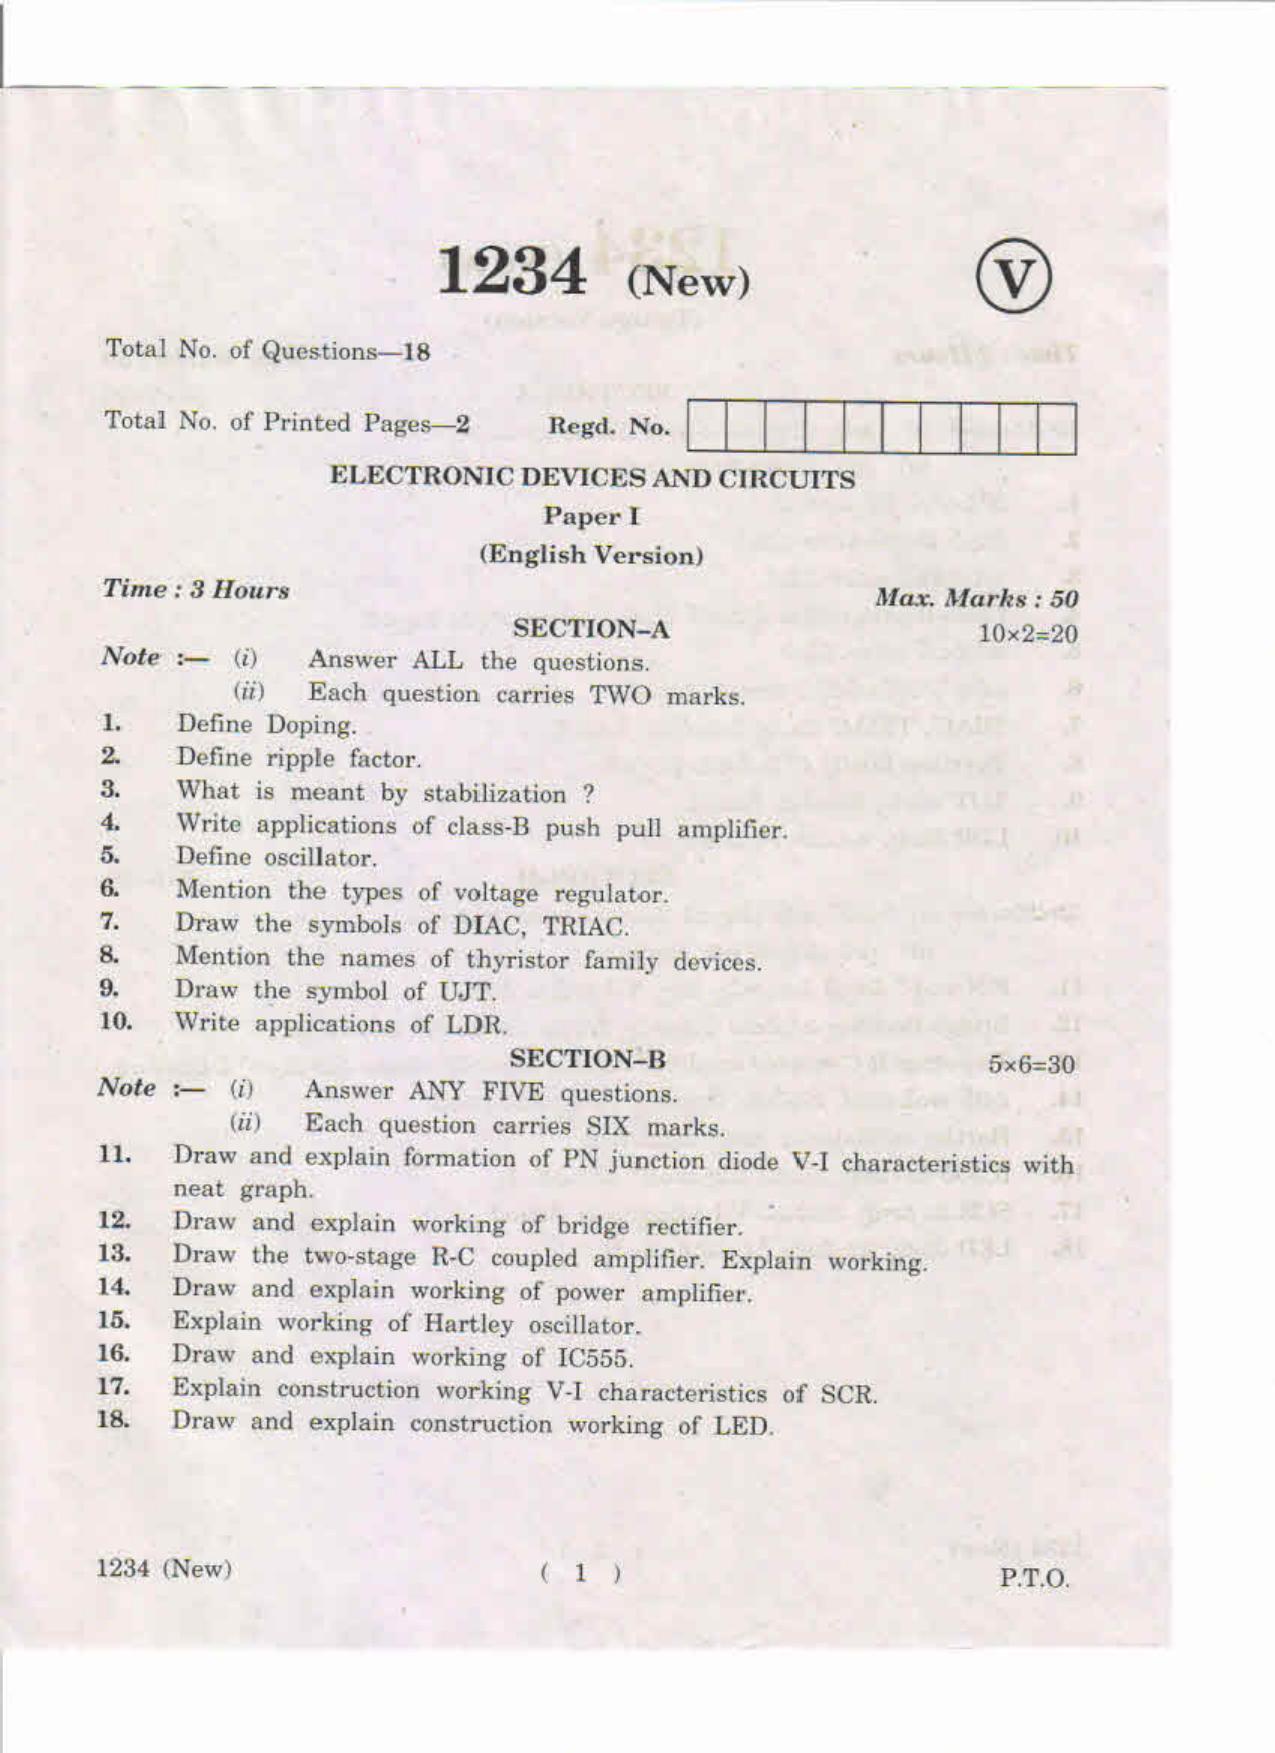 1234 (New)
V
Total No. of Questions—18
Total No. of Printed Pages—2 Regd. No.
ELECTRONIC DEVICES AND CIRCUITS
Paper I
(English Version)
Time : 3 Hours
Max. Marks : 50
SECTION–A
10×2=20
Note :— (i) Answer ALL the questions.
(ii) Each question carries TWO marks.
1. Define Doping.
2. Define ripple factor.
3. What is meant by stabilization ?
4. Write applications of class-B push pull amplifier.
5. Define oscillator.
6. Mention the types of voltage regulator.
7. Draw the symbols of DIAC, TRIAC.
8. Mention the names of thyristor family devices.
9. Draw the symbol of UJT.
10. Write applications of LDR.
SECTION–B
5×6=30
Note :— (i) Answer ANY FIVE questions.
(ii) Each question carries SIX marks.
11. Draw and explain formation of PN junction diode V-I characteristics with
neat graph.
12. Draw and explain working of bridge rectifier.
13. Draw the two-stage R-C coupled amplifier. Explain working.
14. Draw and explain working of power amplifier.
15. Explain working of Hartley oscillator.
16. Draw and explain working of IC555.
17. Explain construction working V-I characteristics of SCR.
18. Draw and explain construction working of LED.
1234 (New) ( 1 ) P.T.O.